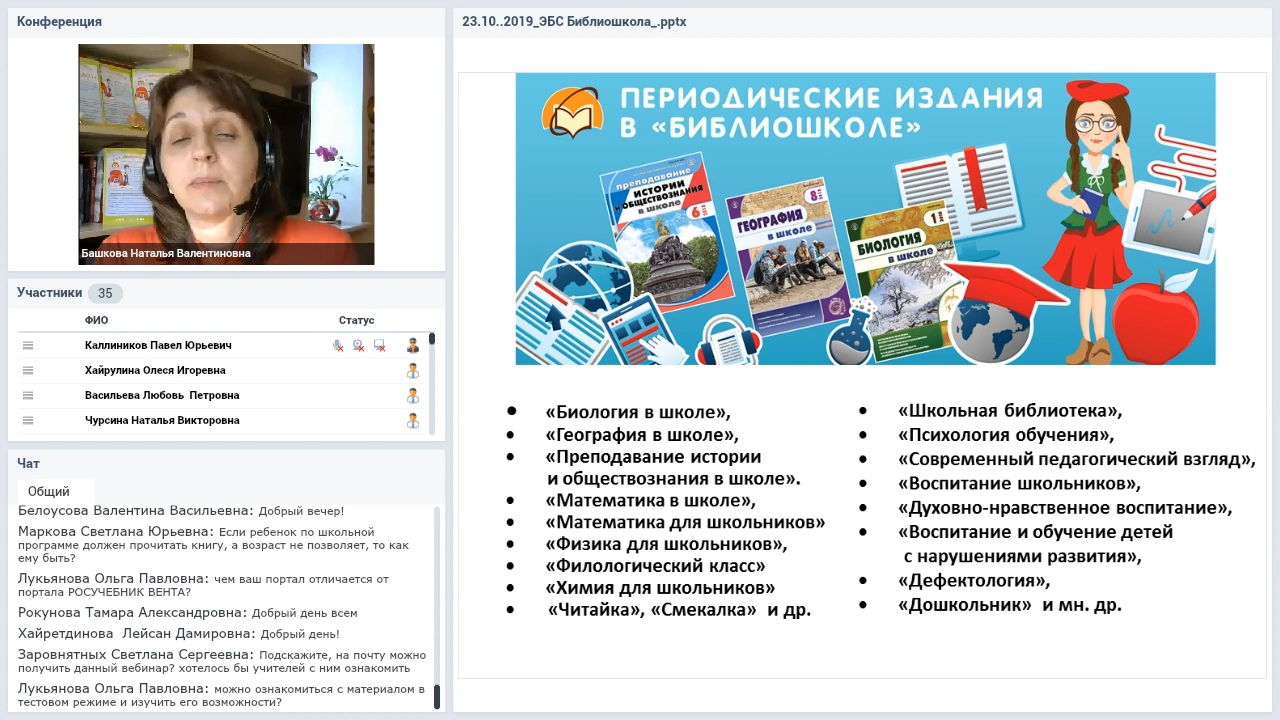 Конференция
Башкова Наталья Валентиновна
Участники 35
ФИО Статус
Каллиников Павел Юрьевич
Хайрулина Олеся Игоревна
Васильева Любовь Петровна
Чурсина Наталья Викторовна
Чат
Общий
Белоусова Валентина Васильевна: Добрый вечер!
Маркова Светлана Юрьевна: Если ребенок по школьной
программе должен прочитать книгу, а возраст не позволяет, то как
ему быть?
Лукьянова Ольга Павловна: чем ваш портал отличается от
портала РОСУЧЕБНИК ВЕНТА?
Рокунова Тамара Александровна: Добрый день всем
Хайретдинова Лейсан Дамировна: Добрый день!
Заровнятных Светлана Сергеевна: Подскажите, на почту можно
получить данный вебинар? хотелось бы учителей с ним ознакомить
Лукьянова Ольга Павловна: можно ознакомиться с материалом в
тестовом режиме и изучить его возможности?
23.10..2019_ЭБС Библиошкола_.pptx
ПЕРИОДИЧЕСКИЕ ИЗДАНИЯ
В «БИБЛИОШКОЛЕ»
преподавание
ИСТОРИИ
и ОБЩЕСТВОЗНАНИЯ
в школе
6
ГЕОГРАФИЯ
в школе
8
БИОЛОГИЯ
в школе
1
• «Биология в школе»,
• «География в школе»,
• «Преподавание истории
и обществознания в школе».
• «Математика в школе»,
• «Математика для школьников»
• «Физика для школьников»,
• «Филологический класс»
• «Химия для школьников»
• «Читайка», «Смекалка» и др.
• «Школьная библиотека»,
• «Психология обучения»,
• «Современный педагогический взгляд»,
• «Воспитание школьников»,
• «Духовно-нравственное воспитание»,
• «Воспитание и обучение детей
с нарушениями развития»,
• «Дефектология»,
• «Дошкольник» и мн. др.